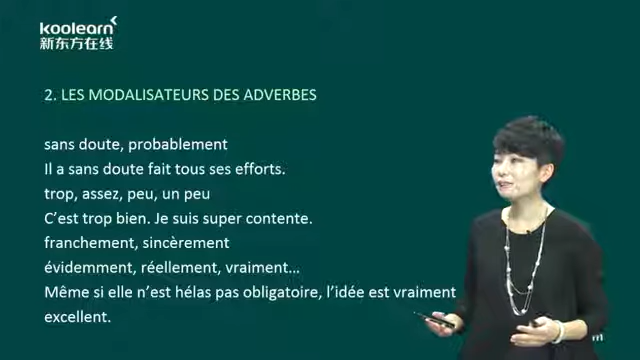 koolearn
新东方在线
2. LES MODALISATEURS DES ADVERBES
sans doute, probablement
Il a sans doute fait tous ses efforts.
trop, assez, peu, un peu
C'est trop bien. Je suis super contente.
franchement, sincèrement
évidemment, réellement, vraiment...
Même si elle n'est hélas pas obligatoire, l'idée est vraiment
excellent.